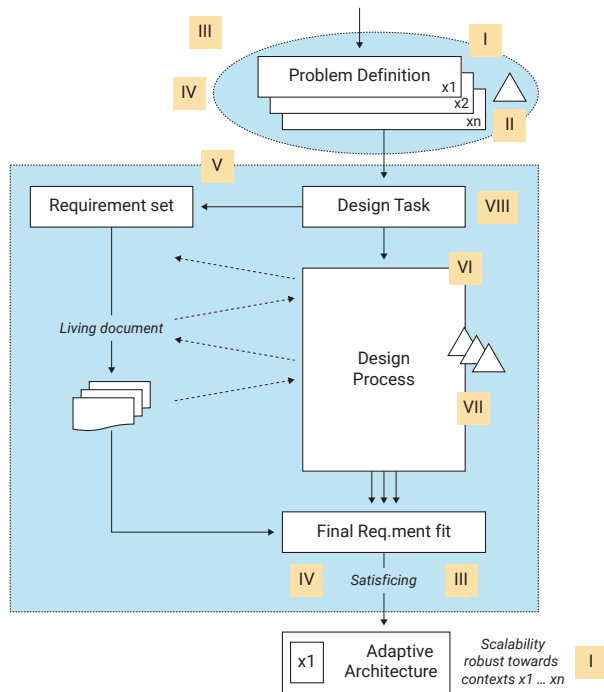 III
I
Problem Definition
x1
IV
x2
xn
II
V
Requirement set
Design Task
VIII
VI
Living document
Design
Process
VII
Final Req.ment fit
IV
Satisficing
III
x1
Adaptive
Architecture
Scalability
robust towards
contexts x1 ... xn
I